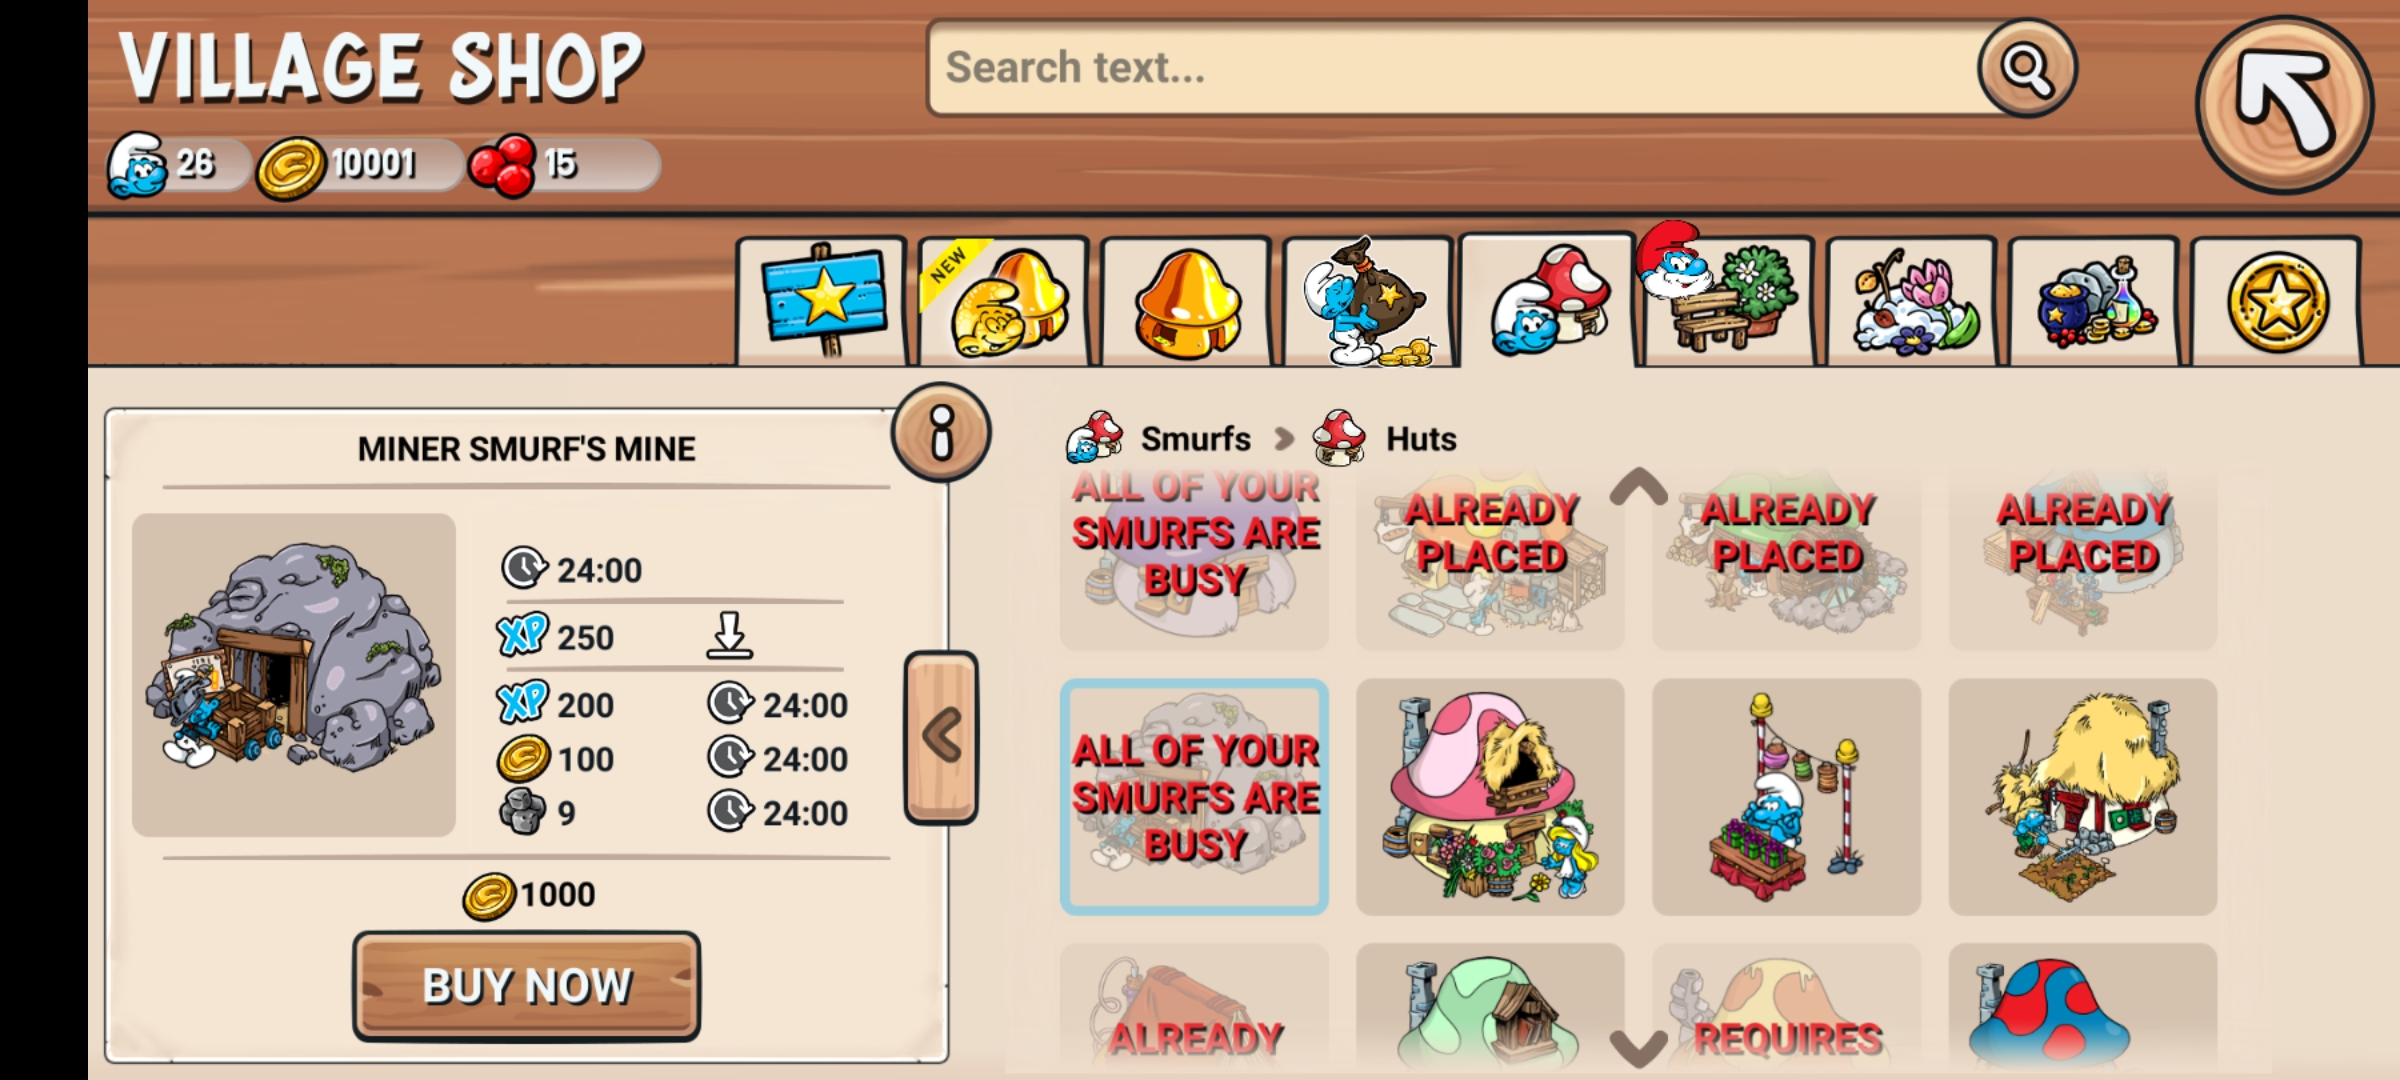 VILLAGE SHOP
Search text...
26
10001
15
NEW
MINER SMURF'S MINE
24:00
XP 250
XP 200 24:00
100 24:00
9 24:00
1000
BUY NOW
Smurfs > Huts
ALL OF YOUR
SMURFS ARE
BUSY
ALREADY
PLACED
ALREADY
PLACED
ALREADY
PLACED
ALL OF YOUR
SMURFS ARE
BUSY
ALREADY
REQUIRES